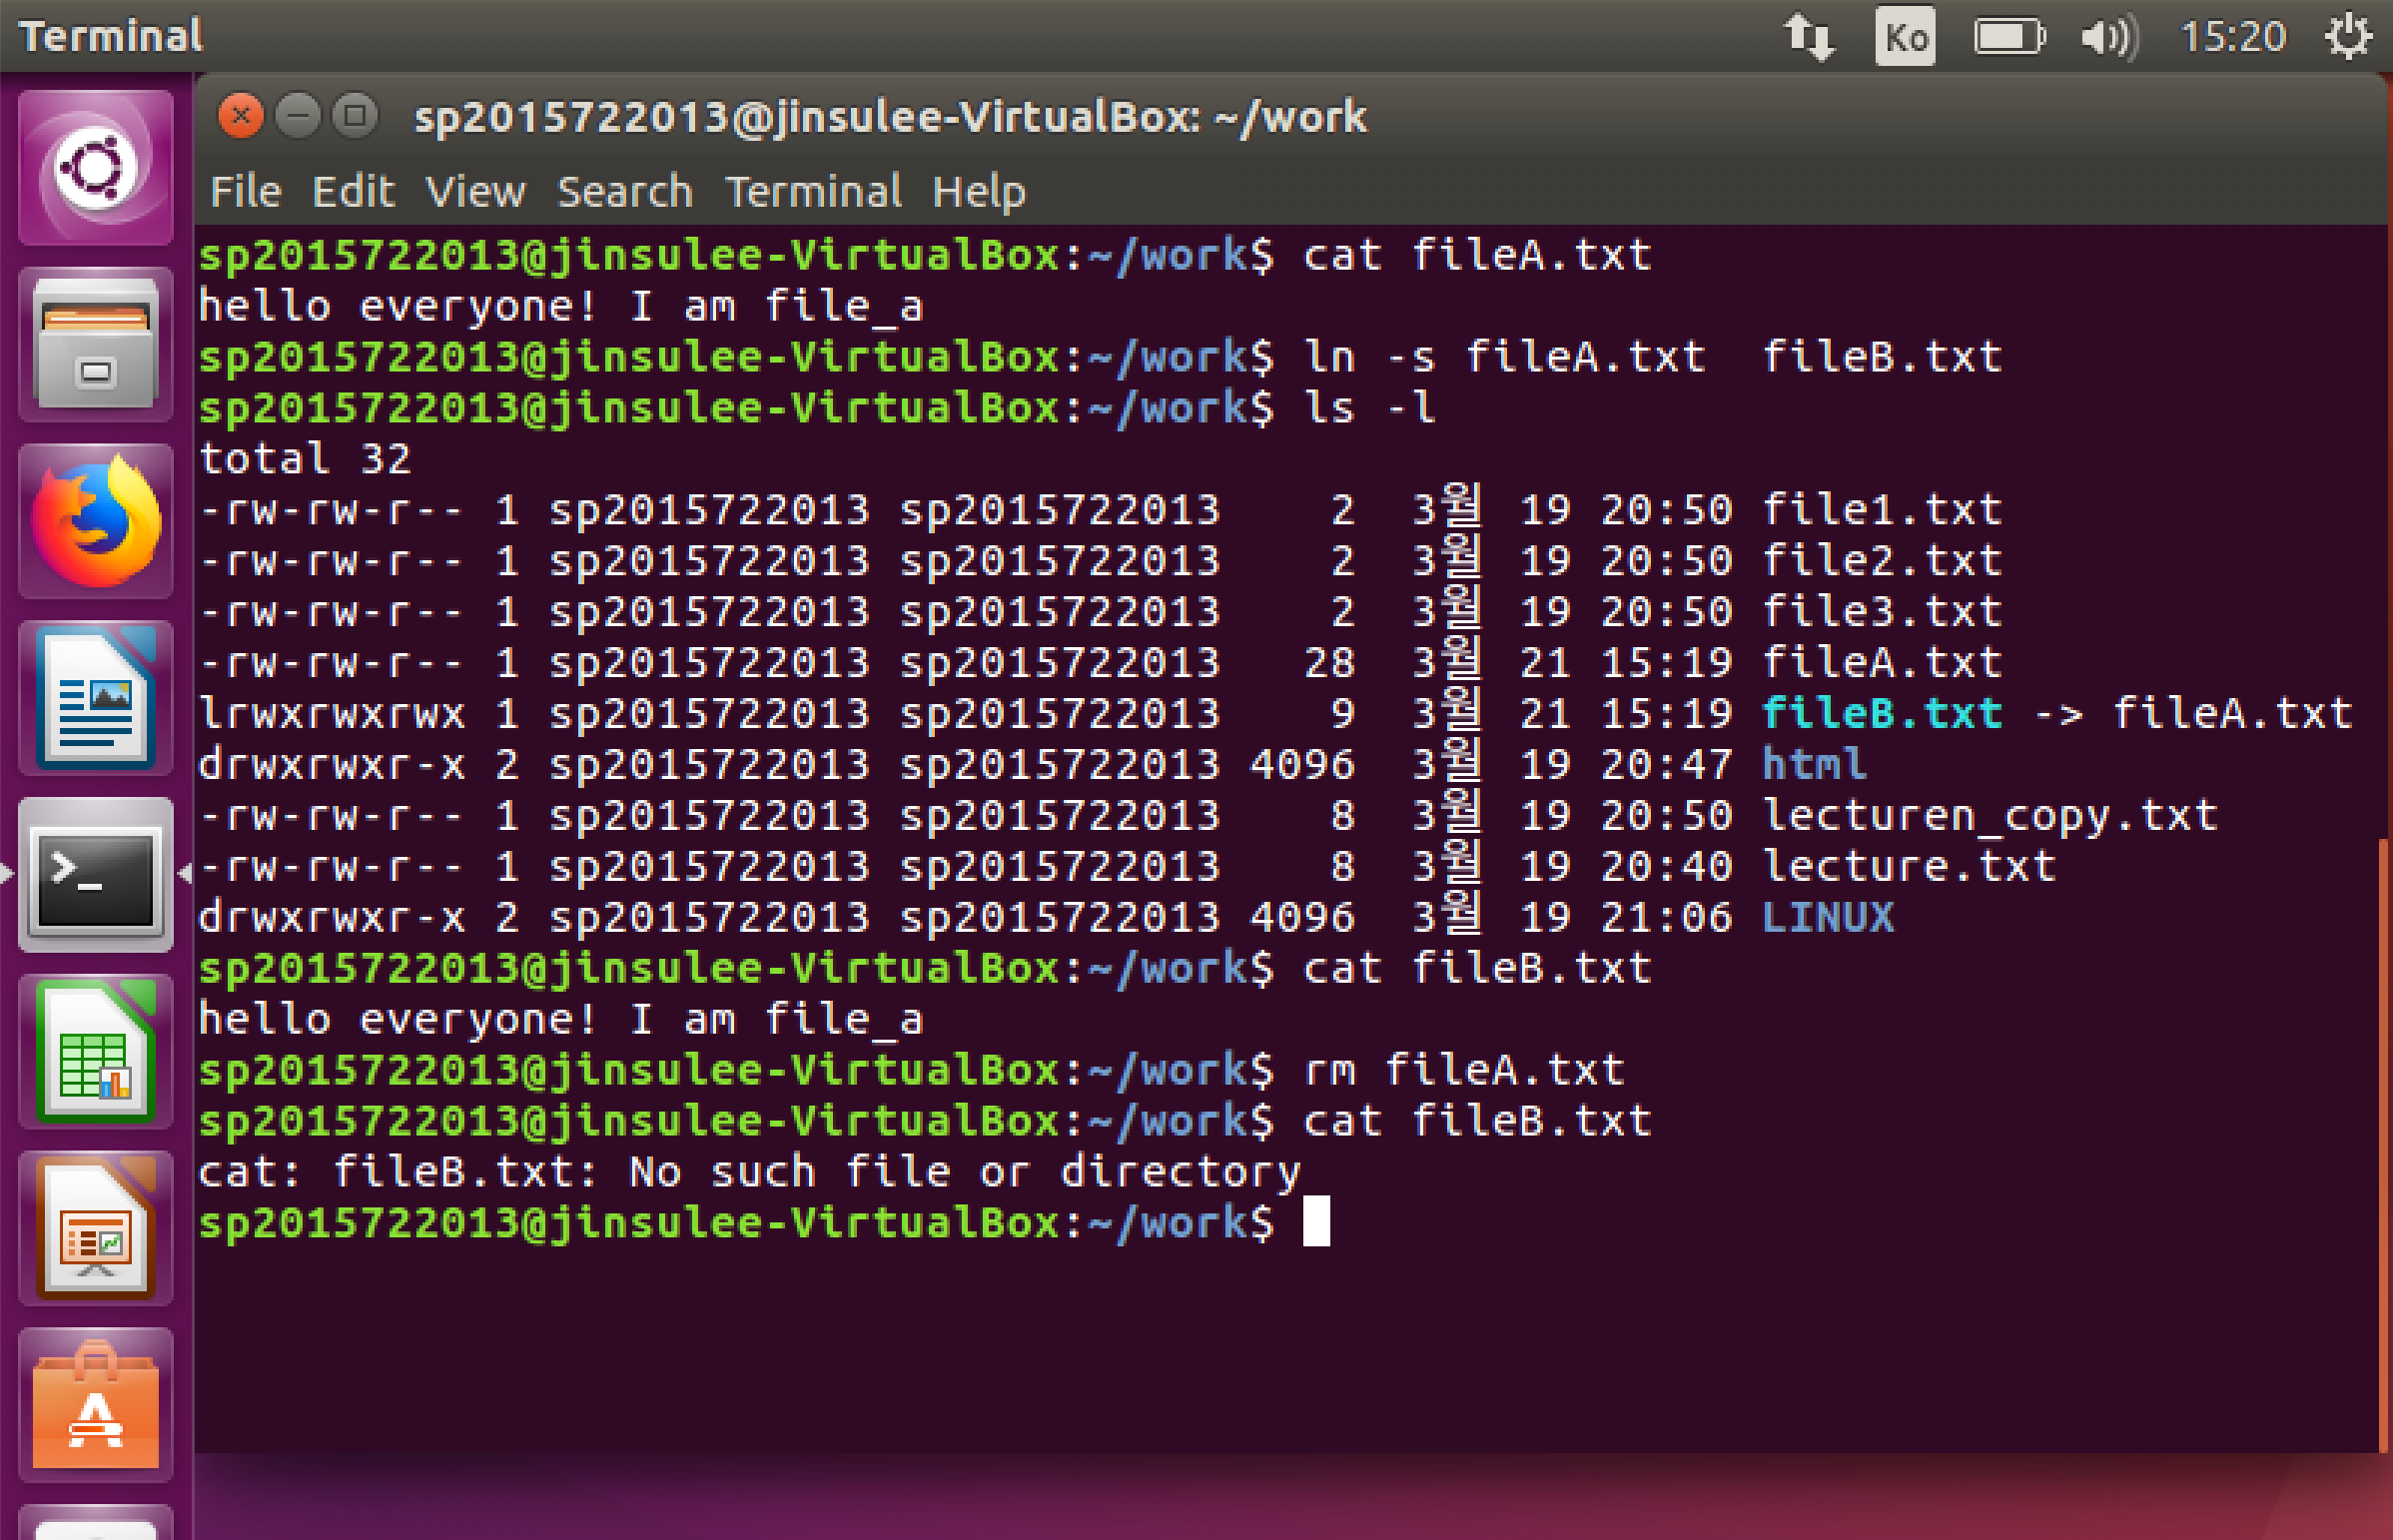 Terminal
Ko
15:20
sp2015722013@jinsulee-VirtualBox: ~/work
File Edit View Search Terminal Help
sp2015722013@jinsulee-VirtualBox:~/work$ cat fileA.txt
hello everyone! I am file_a
sp2015722013@jinsulee-VirtualBox:~/work$ ln -s fileA.txt  fileB.txt
sp2015722013@jinsulee-VirtualBox:~/work$ ls -l
total 32
-rw-rw-r-- 1 sp2015722013 sp2015722013    2  3월 19 20:50 file1.txt
-rw-rw-r-- 1 sp2015722013 sp2015722013    2  3월 19 20:50 file2.txt
-rw-rw-r-- 1 sp2015722013 sp2015722013    2  3월 19 20:50 file3.txt
-rw-rw-r-- 1 sp2015722013 sp2015722013   28  3월 21 15:19 fileA.txt
lrwxrwxrwx 1 sp2015722013 sp2015722013    9  3월 21 15:19 fileB.txt -> fileA.txt
drwxrwxr-x 2 sp2015722013 sp2015722013 4096  3월 19 20:47 html
-rw-rw-r-- 1 sp2015722013 sp2015722013    8  3월 19 20:50 lecturen_copy.txt
-rw-rw-r-- 1 sp2015722013 sp2015722013    8  3월 19 20:40 lecture.txt
drwxrwxr-x 2 sp2015722013 sp2015722013 4096  3월 19 21:06 LINUX
sp2015722013@jinsulee-VirtualBox:~/work$ cat fileB.txt
hello everyone! I am file_a
sp2015722013@jinsulee-VirtualBox:~/work$ rm fileA.txt
sp2015722013@jinsulee-VirtualBox:~/work$ cat fileB.txt
cat: fileB.txt: No such file or directory
sp2015722013@jinsulee-VirtualBox:~/work$